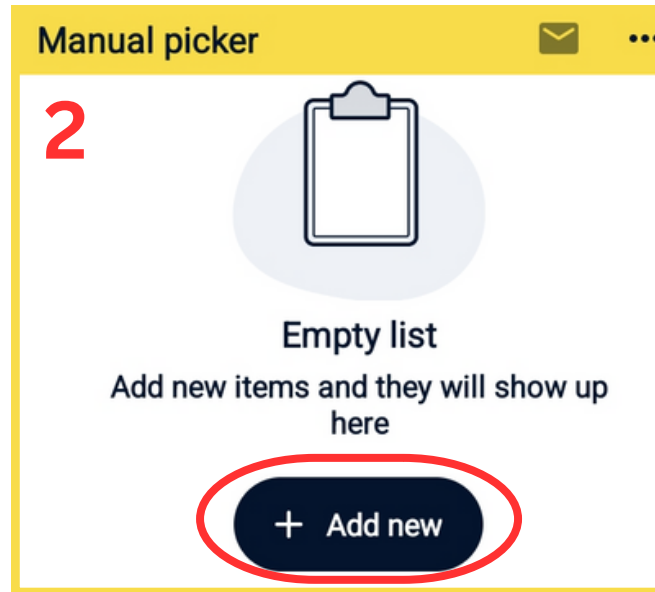 Manual picker
2
Empty list
Add new items and they will show up
here
+ Add new